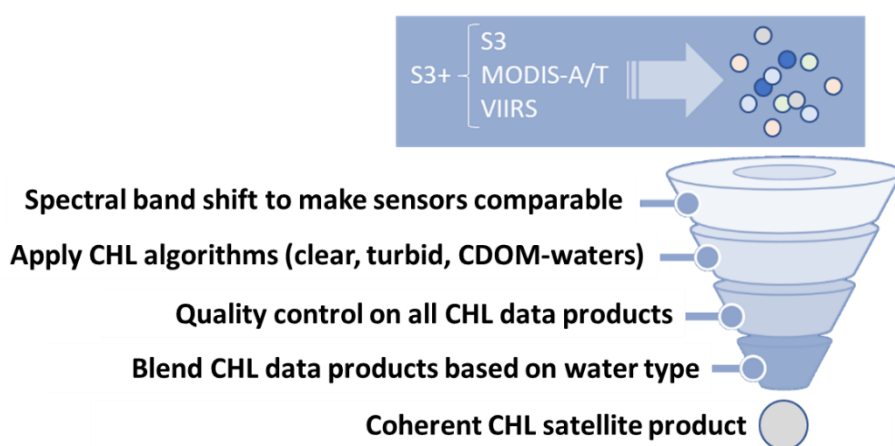 S3
S3+
MODIS-A/T
VIIRS
Spectral band shift to make sensors comparable
Apply CHL algorithms (clear, turbid, CDOM-waters)
Quality control on all CHL data products
Blend CHL data products based on water type
Coherent CHL satellite product